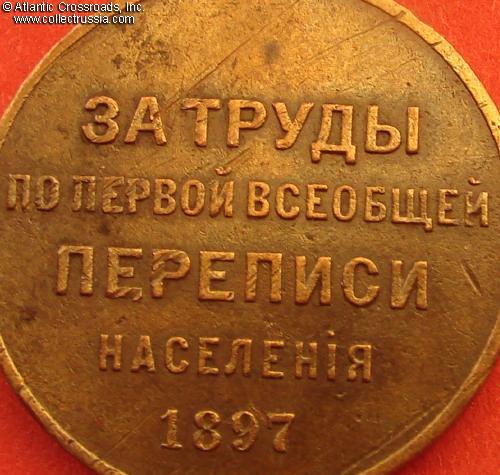 © Atlantic Crossroads, Inc.
www.collectrussia.com
ЗА ТРУДЫ
ПО ПЕРВОЙ ВСЕОБЩЕЙ
ПЕРЕПИСИ
НАСЕЛЕНІЯ
1897